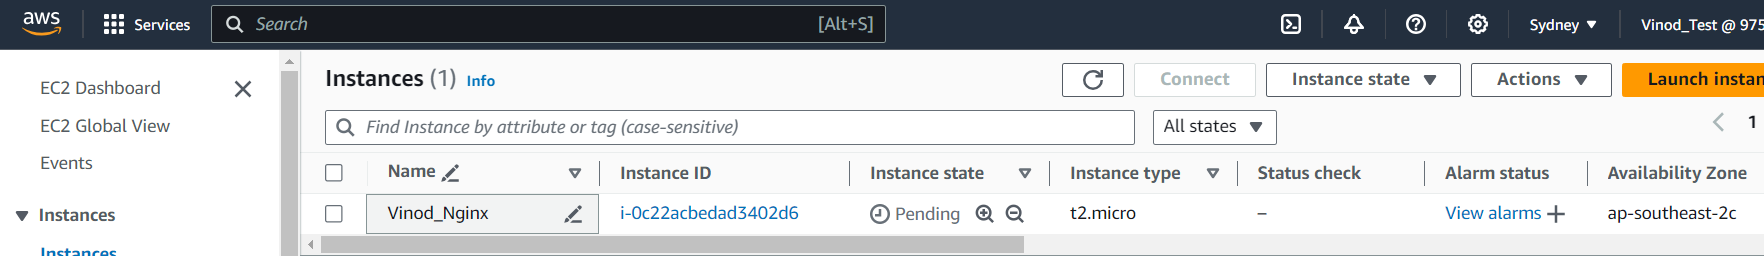 aws Services Search [Alt+S] Sydney Vinod_Test @ 975
EC2 Dashboard
EC2 Global View
Events
Instances
Instances
Instances (1) Info Connect Instance state Actions Launch instan
Find Instance by attribute or tag (case-sensitive) All states 1
Name Instance ID Instance state Instance type Status check Alarm status Availability Zone
Vinod_Nginx i-0c22acbedad3402d6 Pending t2.micro – View alarms + ap-southeast-2c